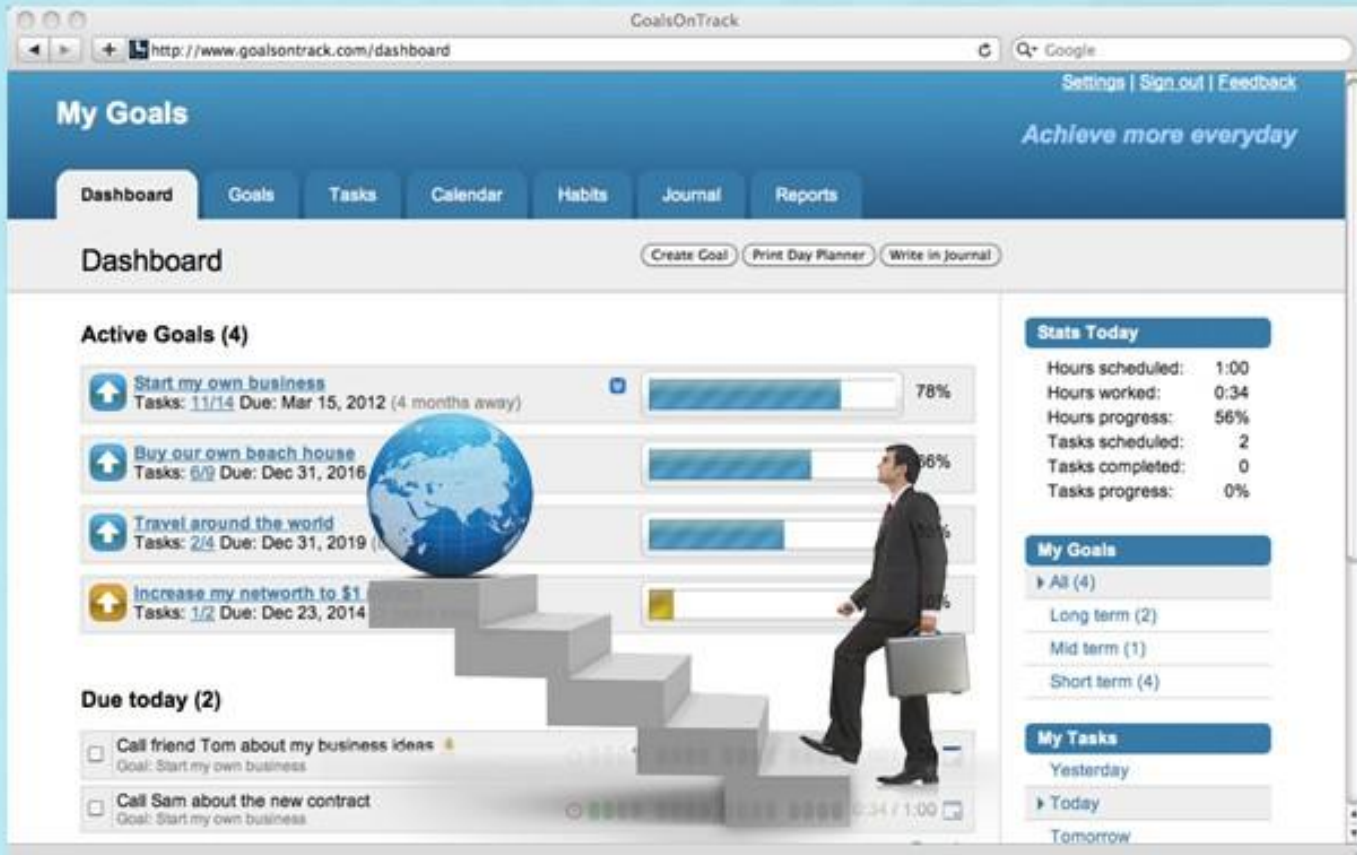 GoalsOnTrack
http://www.goalsontrack.com/dashboard
Google
Settings | Sign out | Feedback
My Goals
Achieve more everyday
Dashboard Goals Tasks Calendar Habits Journal Reports
Dashboard
Create Goal Print Day Planner Write in Journal
Active Goals (4)
Start my own business
Tasks: 11/14 Due: Mar 15, 2012 (4 months away)
78%
Buy our own beach house
Tasks: 6/9 Due: Dec 31, 2016
66%
Travel around the world
Tasks: 2/4 Due: Dec 31, 2019
Increase my networth to $1
Tasks: 1/2 Due: Dec 23, 2014
Due today (2)
Call friend Tom about my business ideas
Goal: Start my own business
Call Sam about the new contract
Goal: Start my own business
0:34 / 1:00
Stats Today
Hours scheduled: 1:00
Hours worked: 0:34
Hours progress: 56%
Tasks scheduled: 2
Tasks completed: 0
Tasks progress: 0%
My Goals
All (4)
Long term (2)
Mid term (1)
Short term (4)
My Tasks
Yesterday
Today
Tomorrow